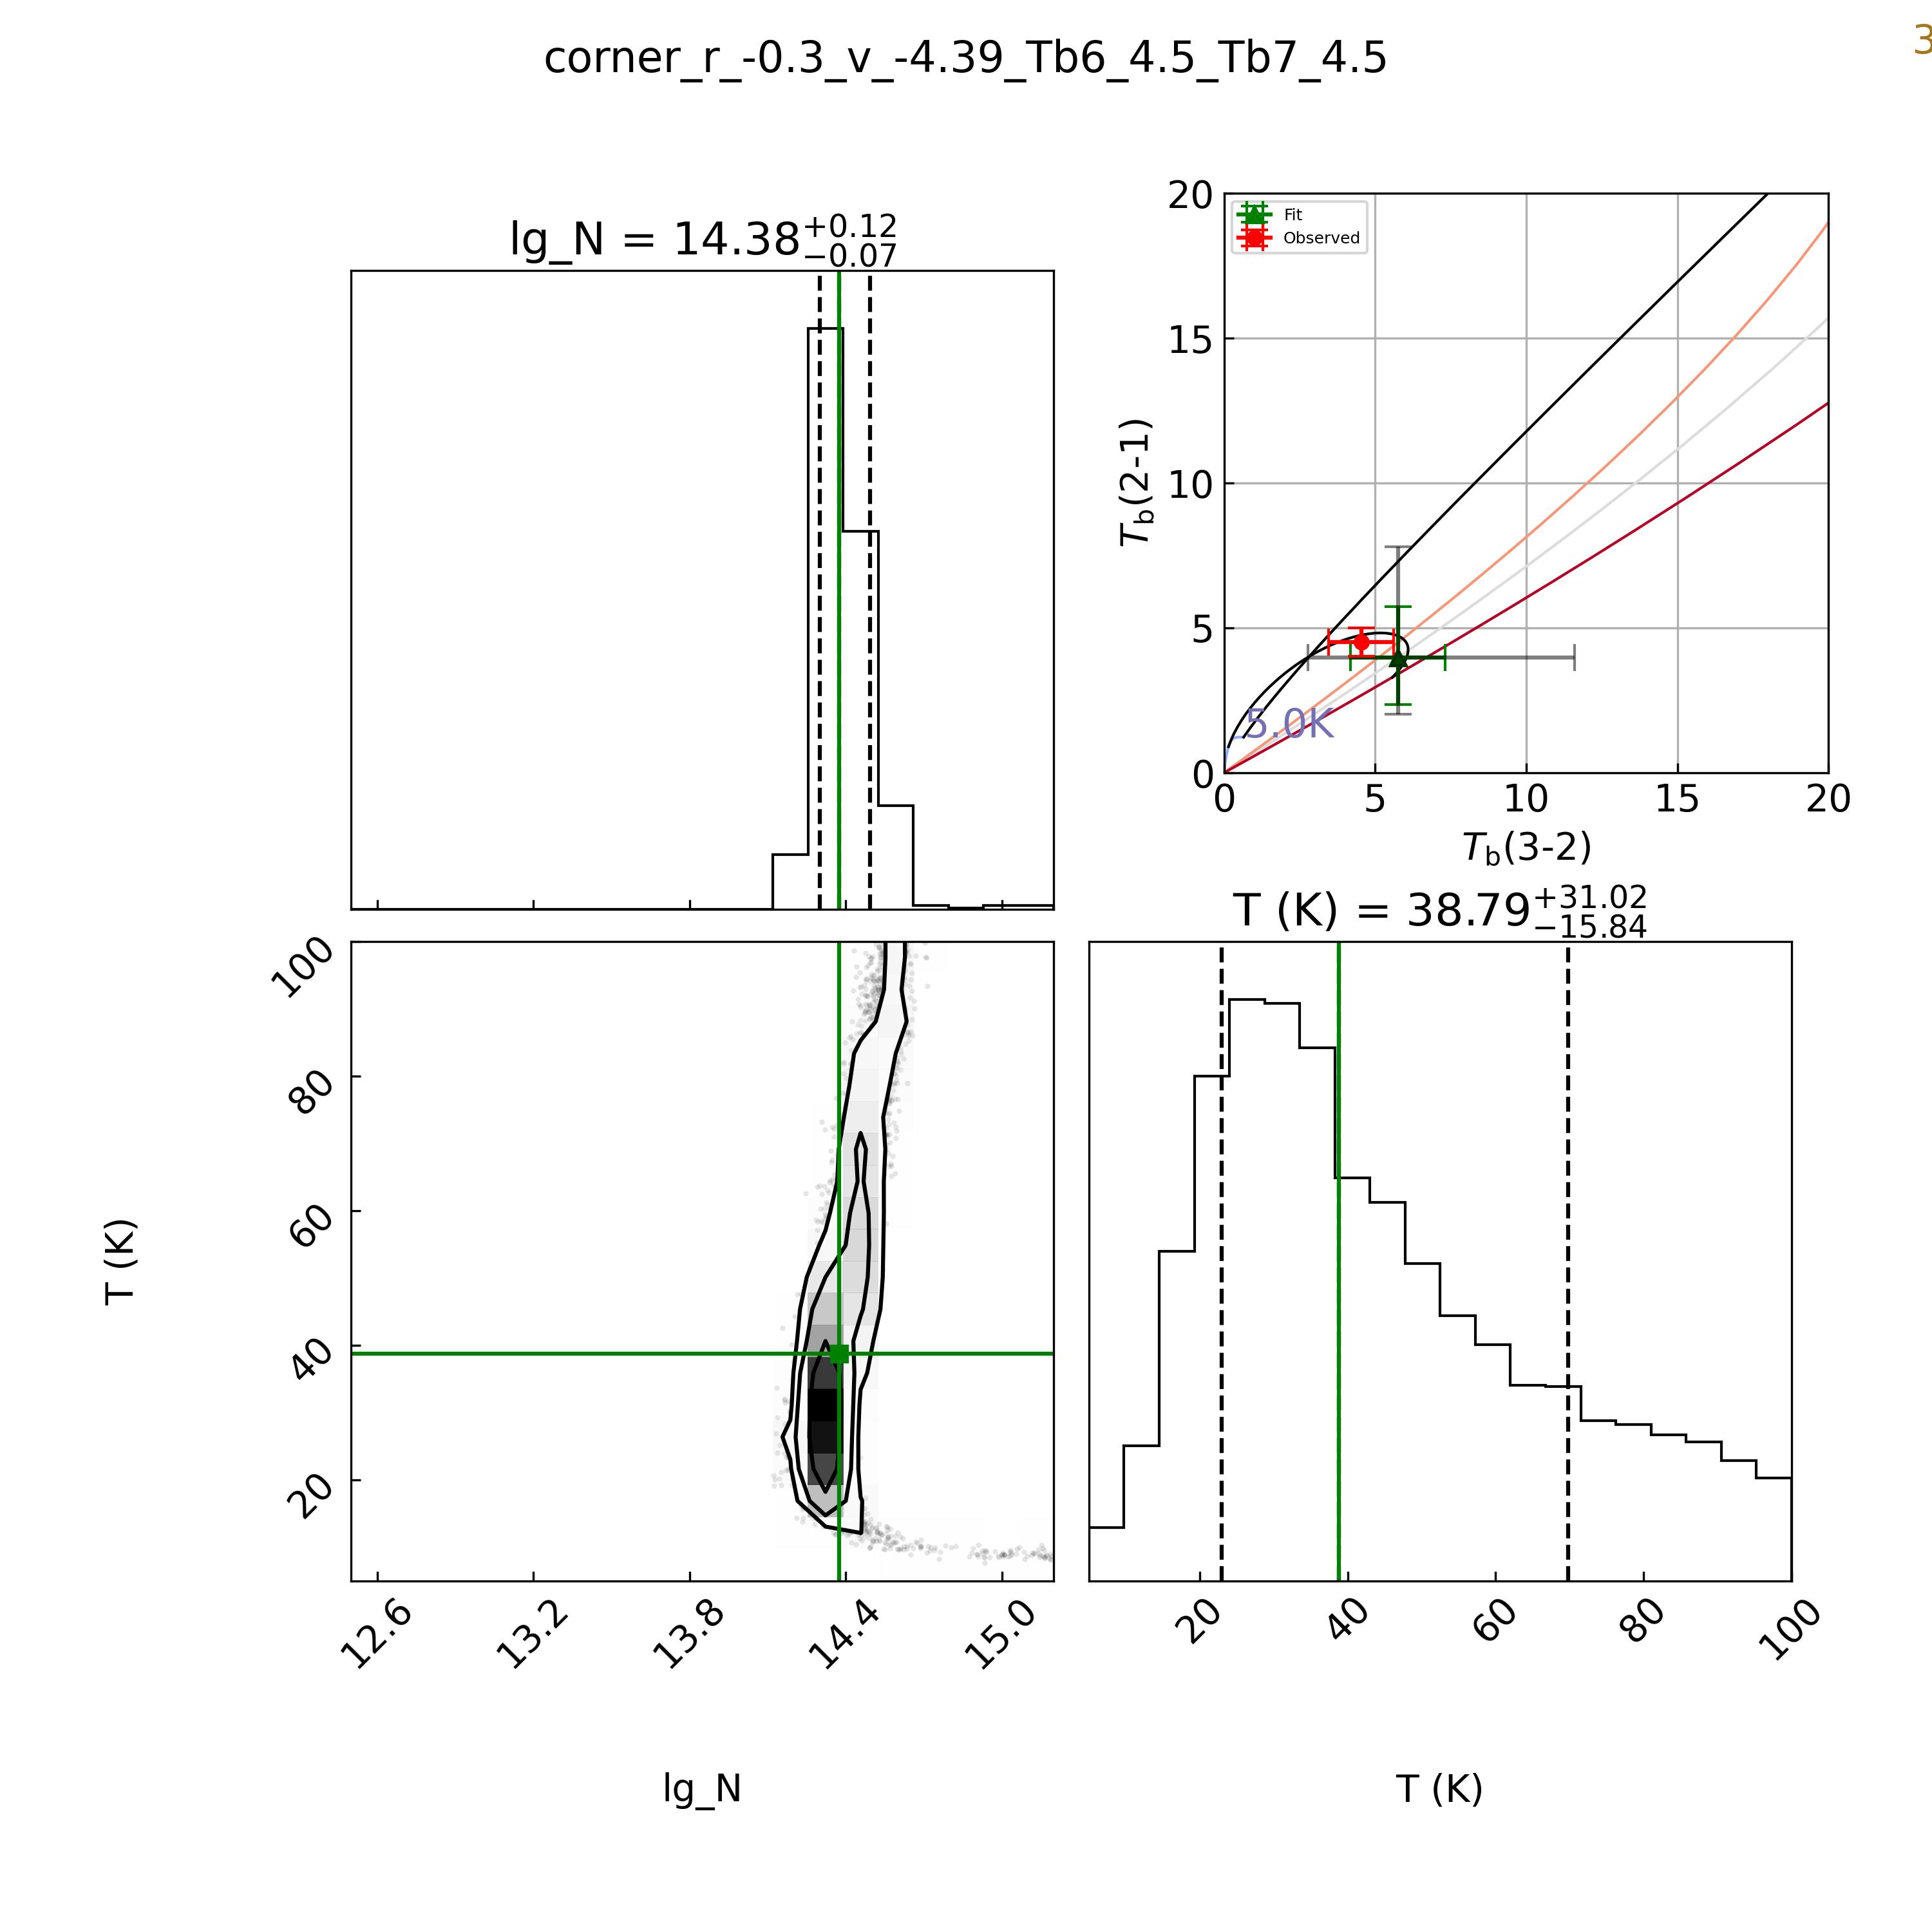 3
corner_r_-0.3_v_-4.39_Tb6_4.5_Tb7_4.5
lg_N = 14.38+0.12−0.07
Fit
Observed
20
15
10
5
0
Tb(2-1)
5.0K
0 5 10 15 20
Tb(3-2)
T (K) = 38.79+31.02−15.84
100
80
60
40
20
T (K)
12.6 13.2 13.8 14.4 15.0
lg_N
20 40 60 80 100
T (K)